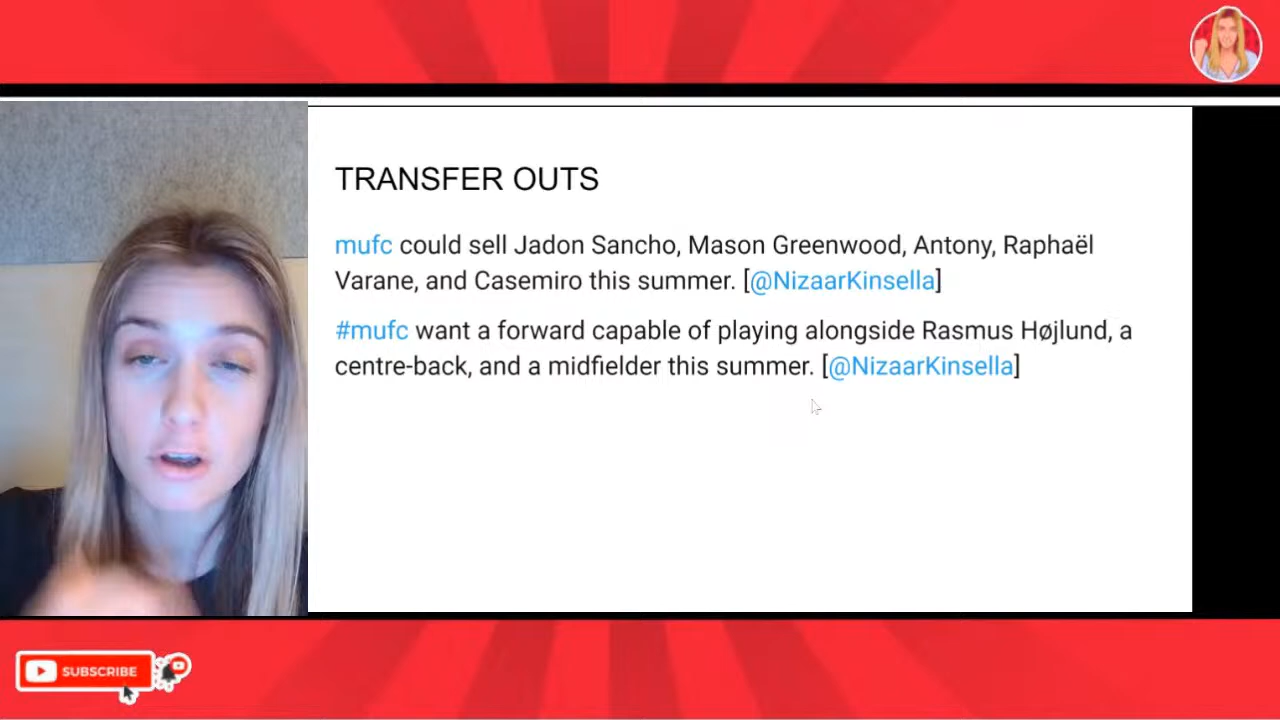 TRANSFER OUTS
mufc could sell Jadon Sancho, Mason Greenwood, Antony, Raphaël
Varane, and Casemiro this summer. [@NizaarKinsella]
#mufc want a forward capable of playing alongside Rasmus Højlund, a
centre-back, and a midfielder this summer. [@NizaarKinsella]
SUBSCRIBE